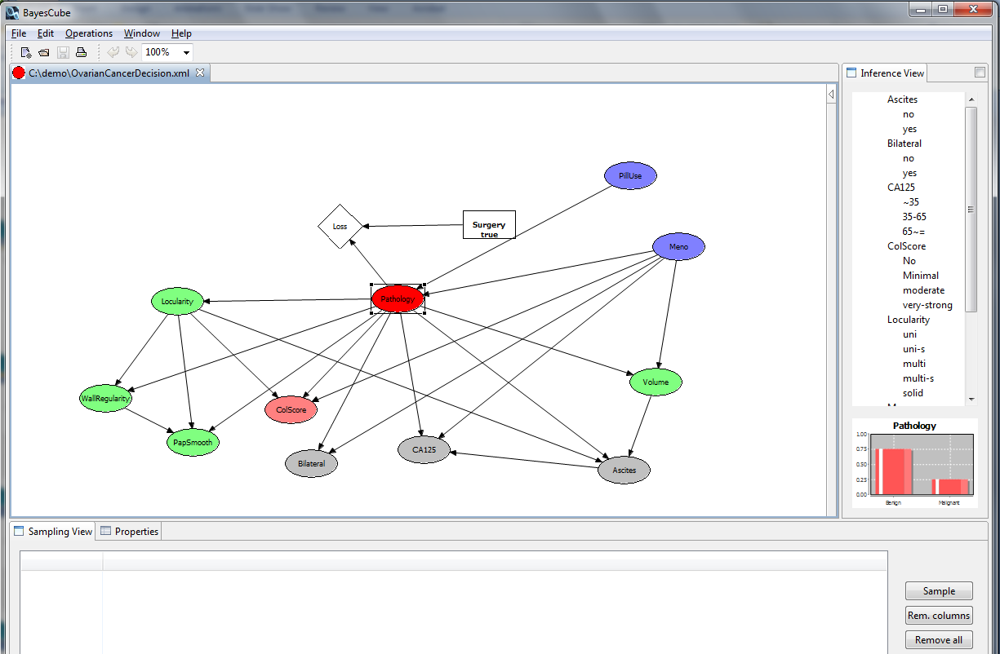 BayesCube
File Edit Operations Window Help
100%
C:\demo\OvarianCancerDecision.xml
Inference View
PillUse
Loss
Surgery
true
Meno
Pathology
Locularity
Volume
WallRegularity
ColScore
PapSmooth
CA125
Bilateral
Ascites
Ascites
no
yes
Bilateral
no
yes
CA125
~35
35-65
65~=
ColScore
No
Minimal
moderate
very-strong
Locularity
uni
uni-s
multi
multi-s
solid
Pathology
1.00
0.75
0.50
0.25
0.00
Benign Malignant
Sampling View Properties
Sample
Rem. columns
Remove all